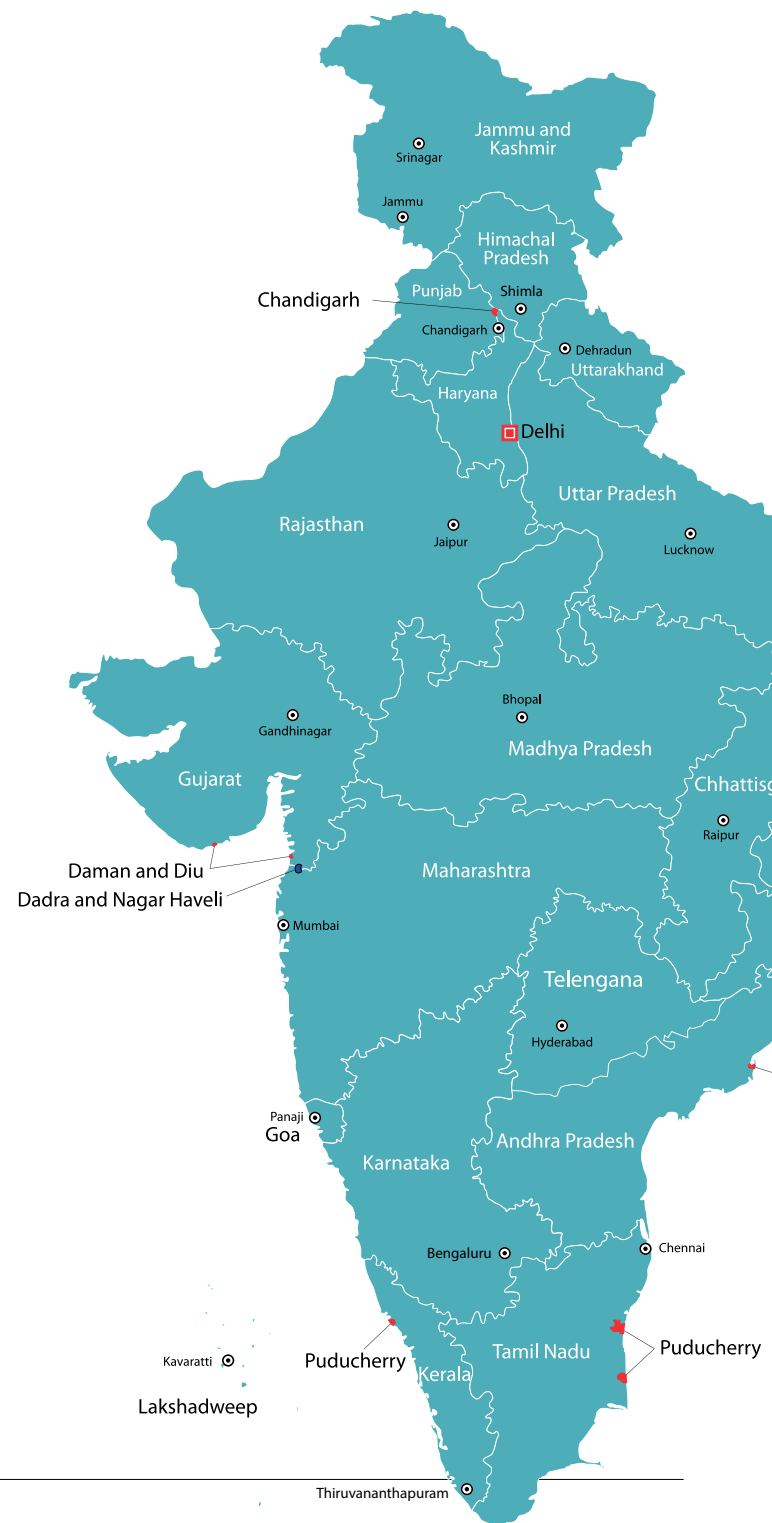 Jammu and
Kashmir
Srinagar
Jammu
Himachal
Pradesh
Punjab
Shimla
Chandigarh
Chandigarh
Dehradun
Uttarakhand
Haryana
Delhi
Uttar Pradesh
Rajasthan
Jaipur
Lucknow
Bhopal
Gandhinagar
Madhya Pradesh
Gujarat
Chhattisg
Raipur
Daman and Diu
Maharashtra
Dadra and Nagar Haveli
Mumbai
Telengana
Hyderabad
Panaji
Goa
Andhra Pradesh
Karnataka
Bengaluru
Chennai
Puducherry
Tamil Nadu
Puducherry
Kavaratti
Kerala
Lakshadweep
Thiruvananthapuram